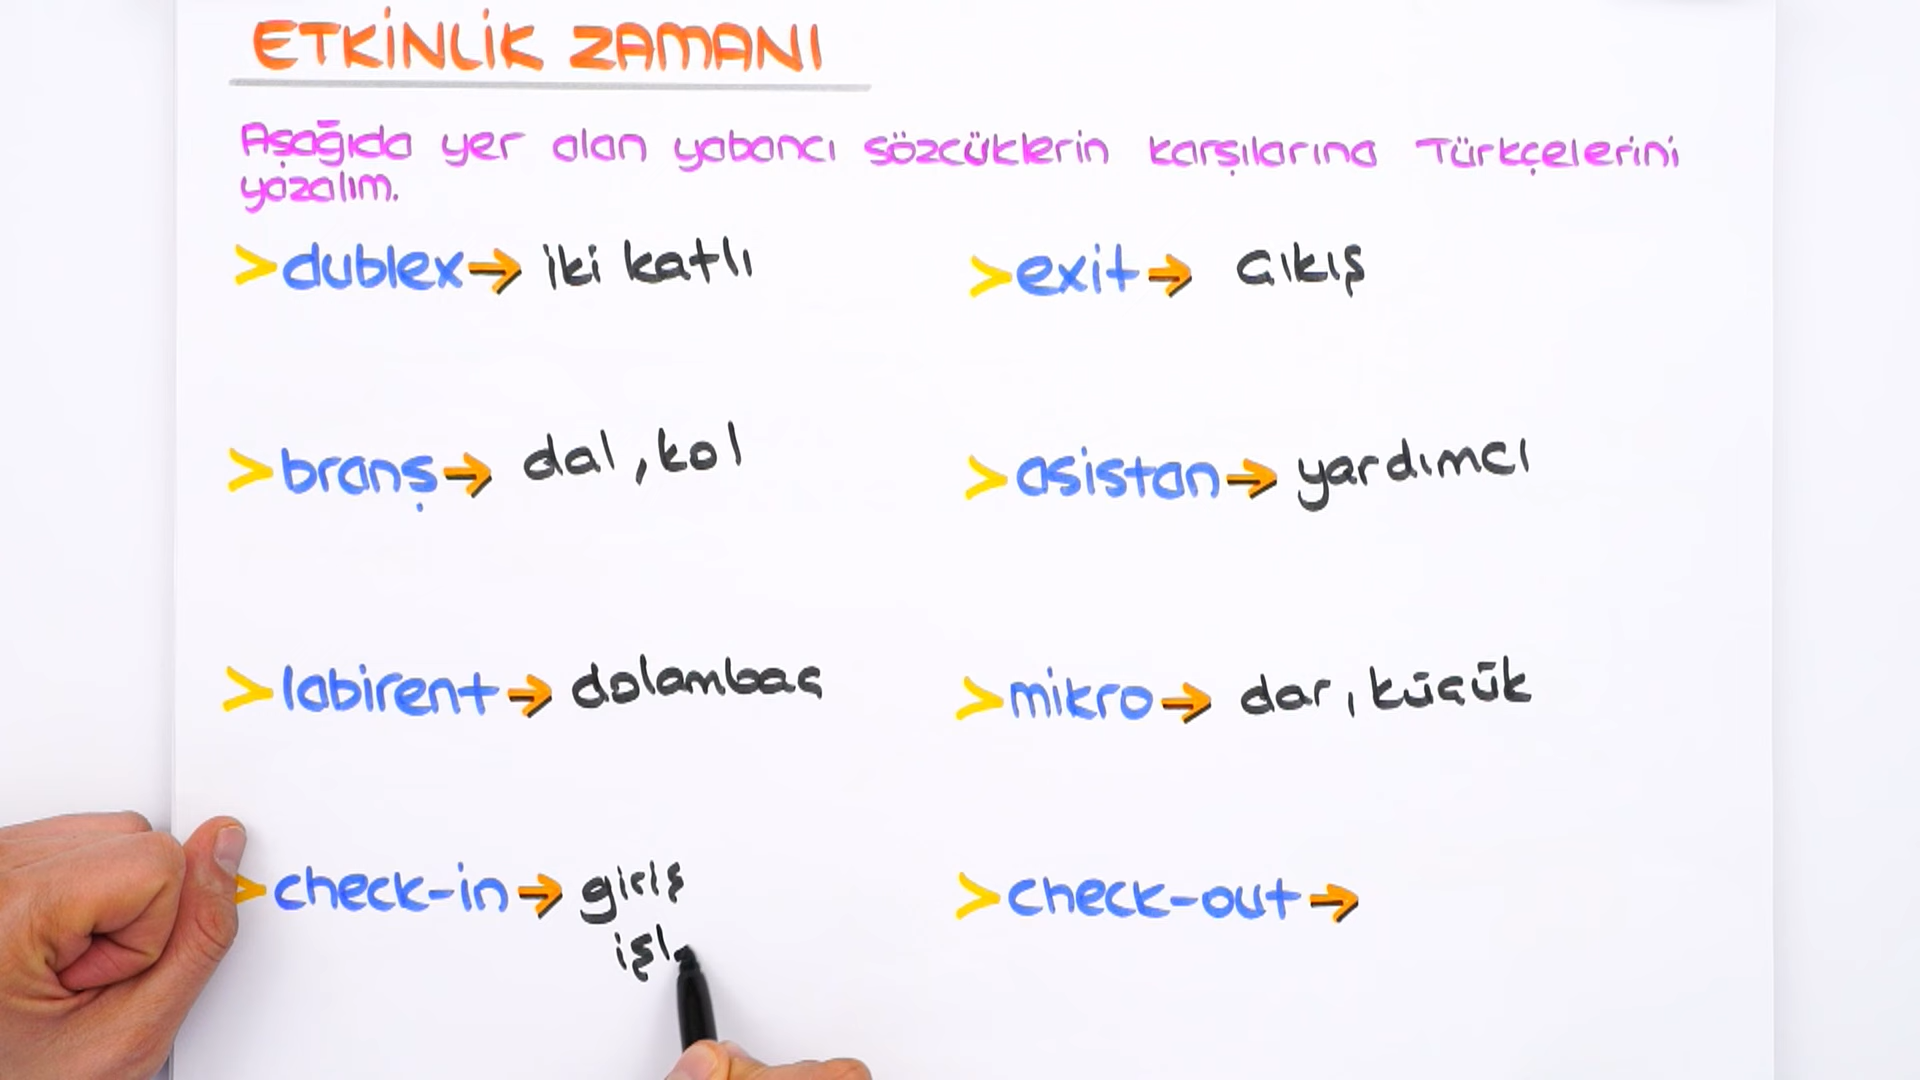 ETKİNLİK ZAMANI
Aşağıda yer alan yabancı sözcüklerin karşılarına Türkçelerini
yazalım.
>dublex→ iki katlı
>exit→ çıkış
>branş→ dal, kol
>asistan→ yardımcı
>labirent→ dolambaç
>mikro→ dar, küçük
>check-in→ giriş
işle
>check-out→